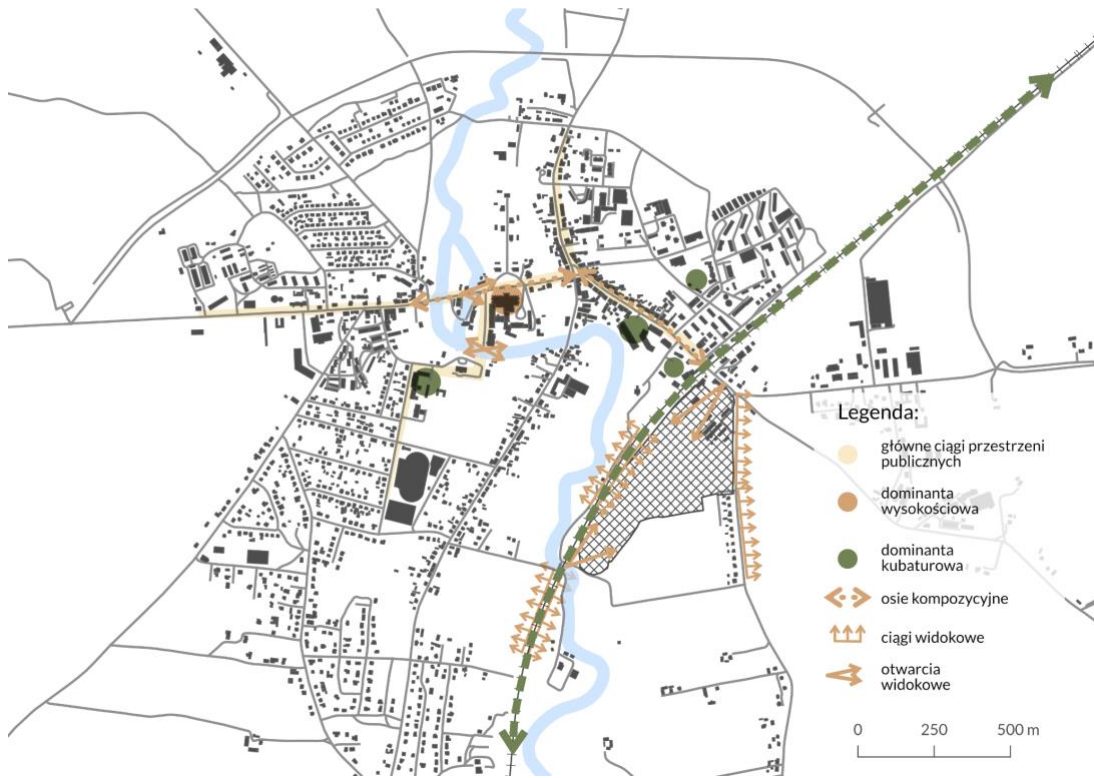 Legenda:
główne ciągi przestrzeni
publicznych
dominanta
wysokościowa
dominanta
kubaturowa
osie kompozycyjne
ciągi widokowe
otwarcia
widokowe
0 250 500 m